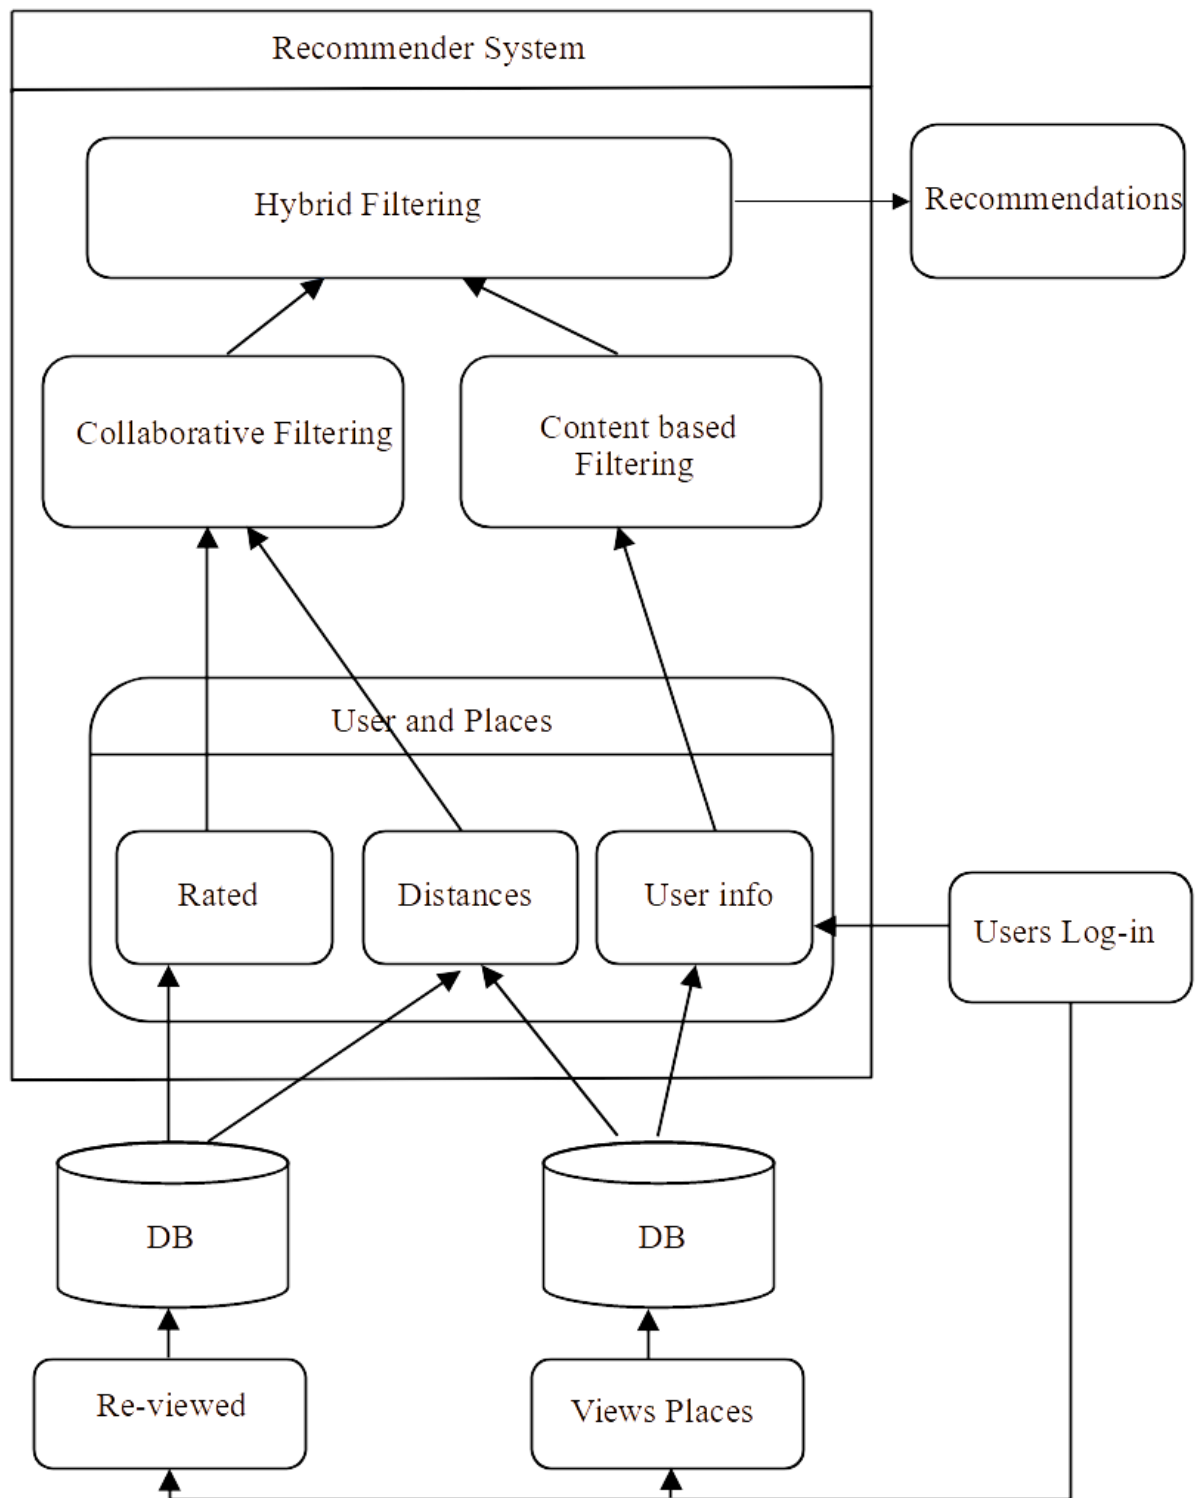 Recommender System
Hybrid Filtering
Recommendations
Collaborative Filtering
Content based
Filtering
User and Places
Rated
Distances
User info
Users Log-in
DB
DB
Re-viewed
Views Places